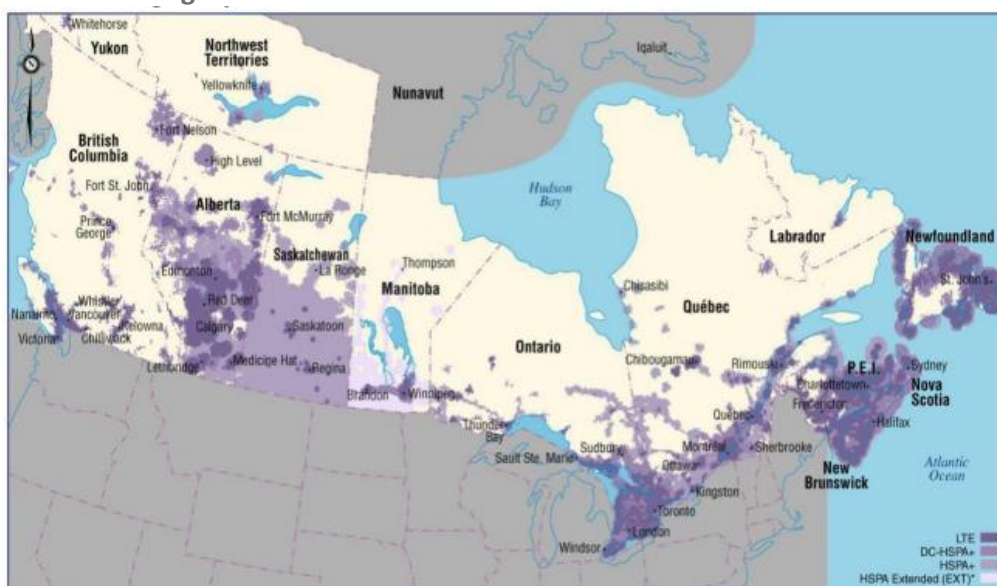 Whitehorse
Yukon
Northwest
Territories
Yellowknife
Iqaluit
Nunavut
British
Columbia
Fort Nelson
High Level
Fort St. John
Alberta
Fort McMurray
Prince
George
Saskatchewan
La Ronge
Thompson
Manitoba
Edmonton
Red Deer
Calgary
Saskatoon
Whistler
Vancouver
Nanaimo
Victoria
Chilliwack
Kelowna
Lethbridge
Medicine Hat
Regina
Brandon
Winnipeg
Hudson
Bay
Labrador
Newfoundland
St. John's
Chisasibi
Québec
Ontario
Chibougamau
Rimouski
P.E.I.
Charlottetown
Sydney
Nova
Scotia
Fredericton
Halifax
Thunder
Bay
Québec
Sudbury
Montréal
Sherbrooke
Sault Ste. Marie
Ottawa
New
Brunswick
Kingston
Toronto
London
Windsor
Atlantic
Ocean
LTE
DC-HSPA+
HSPA+
HSPA Extended (EXT)*